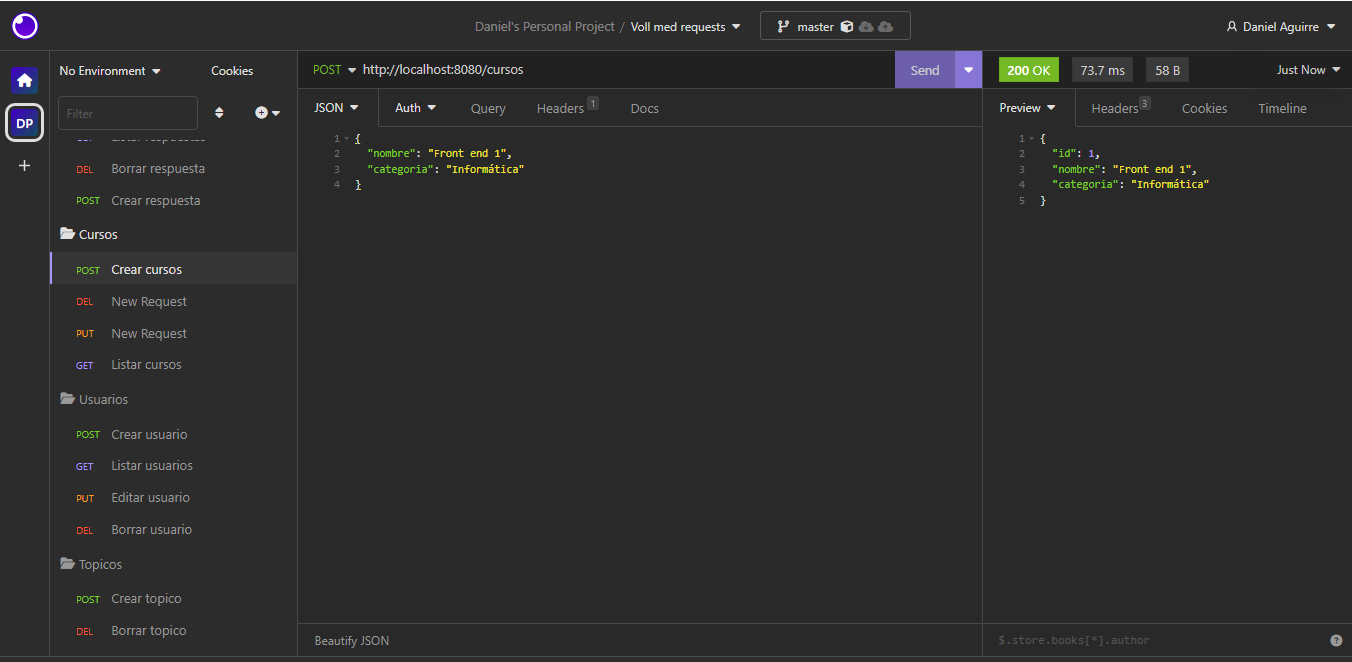 Daniel's Personal Project / Voll med requests
master
Daniel Aguirre
DP
No Environment
Cookies
Filter
Listar respuestas
DEL Borrar respuesta
POST Crear respuesta
Cursos
POST Crear cursos
DEL New Request
PUT New Request
GET Listar cursos
Usuarios
POST Crear usuario
GET Listar usuarios
PUT Editar usuario
DEL Borrar usuario
Topicos
POST Crear topico
DEL Borrar topico
POST http://localhost:8080/cursos
Send
JSON Auth Query Headers 1 Docs
1 {
2 "nombre": "Front end 1",
3 "categoria": "Informática"
4 }
Beautify JSON
200 OK 73.7 ms 58 B Just Now
Preview Headers 3 Cookies Timeline
1 {
2 "id": 1,
3 "nombre": "Front end 1",
4 "categoria": "Informática"
5 }
$.store.books[*].author
?